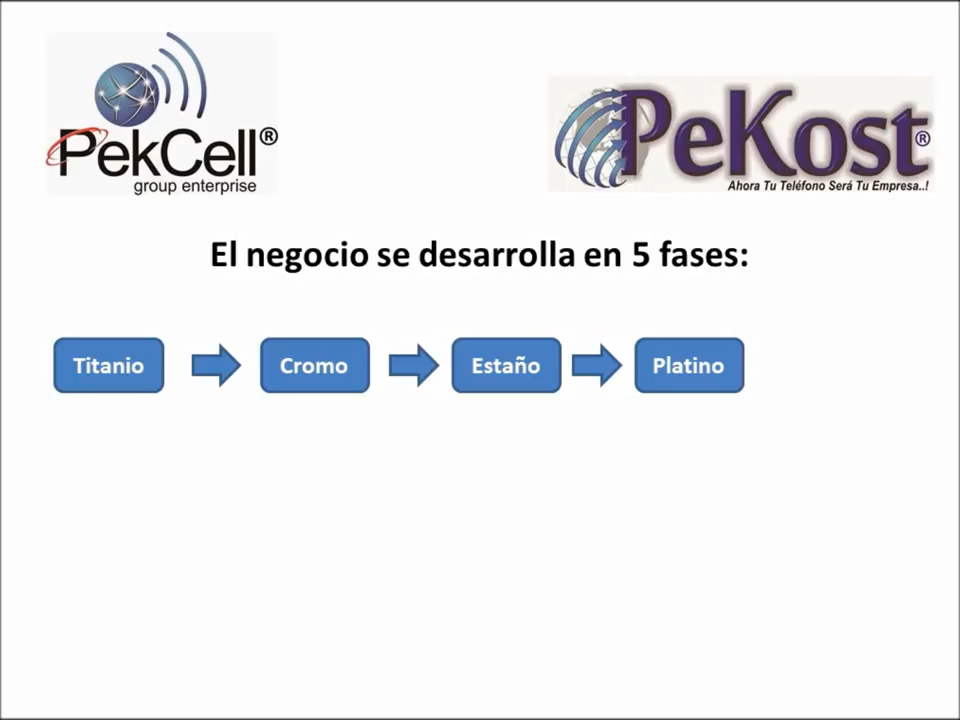 PekCell®
group enterprise
PeKost®
Ahora Tu Teléfono Será Tu Empresa..!
El negocio se desarrolla en 5 fases:
Titanio
Cromo
Estaño
Platino